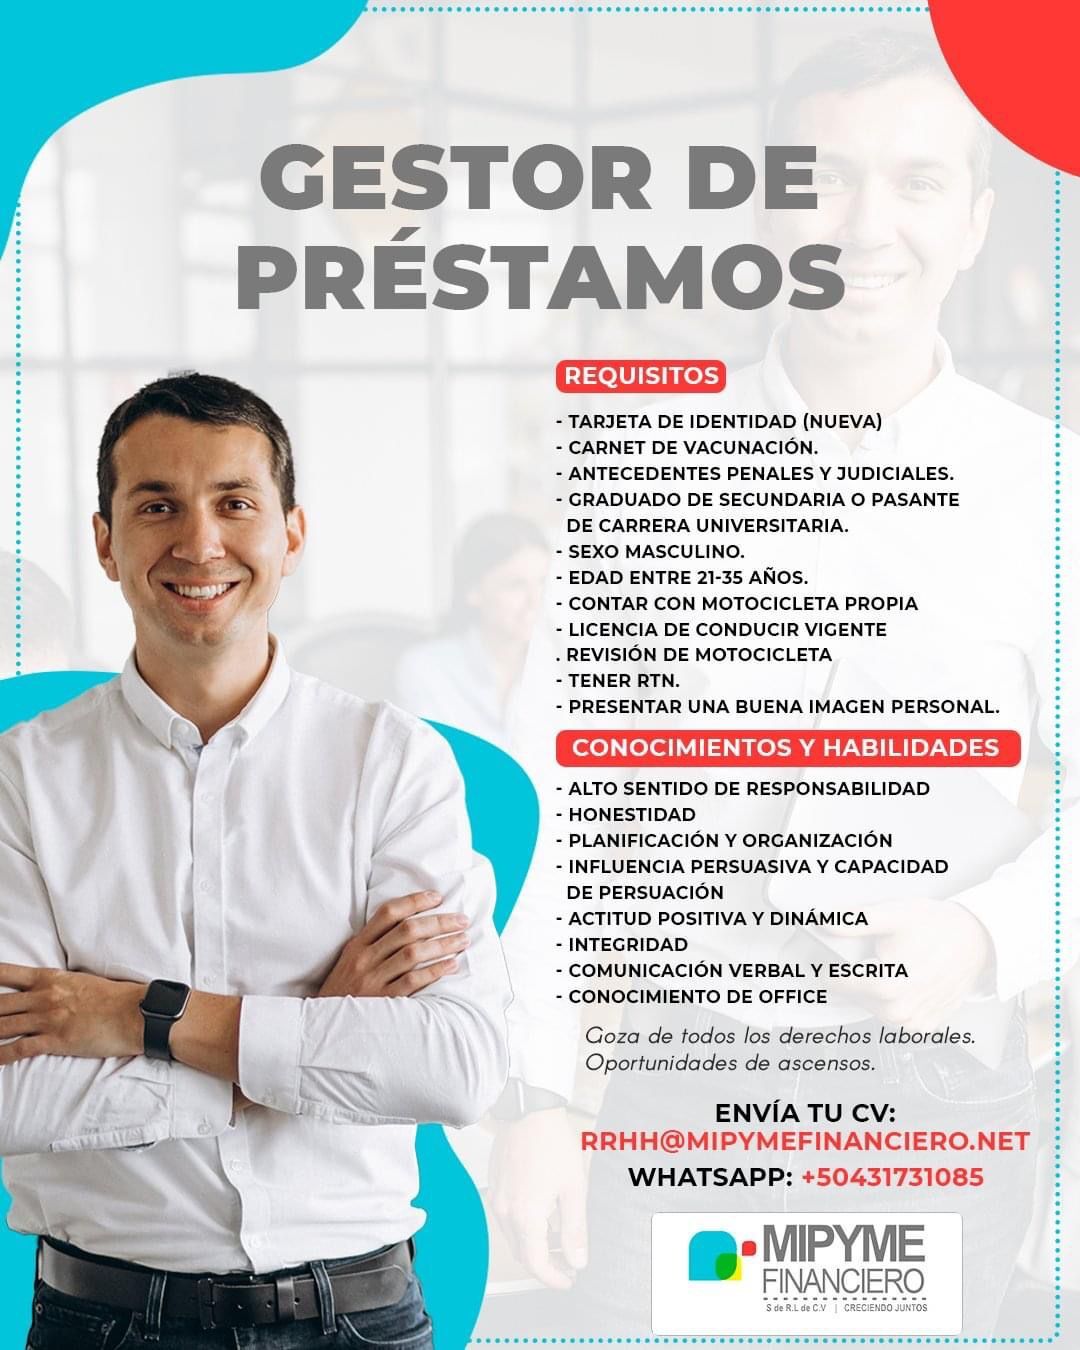 GESTOR DE
PRÉSTAMOS
REQUISITOS
- TARJETA DE IDENTIDAD (NUEVA)
- CARNET DE VACUNACIÓN.
- ANTECEDENTES PENALES Y JUDICIALES.
- GRADUADO DE SECUNDARIA O PASANTE
DE CARRERA UNIVERSITARIA.
- SEXO MASCULINO.
- EDAD ENTRE 21-35 AÑOS.
- CONTAR CON MOTOCICLETA PROPIA
- LICENCIA DE CONDUCIR VIGENTE
. REVISIÓN DE MOTOCICLETA
- TENER RTN.
- PRESENTAR UNA BUENA IMAGEN PERSONAL.
CONOCIMIENTOS Y HABILIDADES
- ALTO SENTIDO DE RESPONSABILIDAD
- HONESTIDAD
- PLANIFICACIÓN Y ORGANIZACIÓN
- INFLUENCIA PERSUASIVA Y CAPACIDAD
DE PERSUACIÓN
- ACTITUD POSITIVA Y DINÁMICA
- INTEGRIDAD
- COMUNICACIÓN VERBAL Y ESCRITA
- CONOCIMIENTO DE OFFICE
Goza de todos los derechos laborales.
Oportunidades de ascensos.
ENVÍA TU CV:
RRHH@MIPYMEFINANCIERO.NET
WHATSAPP: +50431731085
MIPYME
FINANCIERO
S de R.L de C.V | CRECIENDO JUNTOS